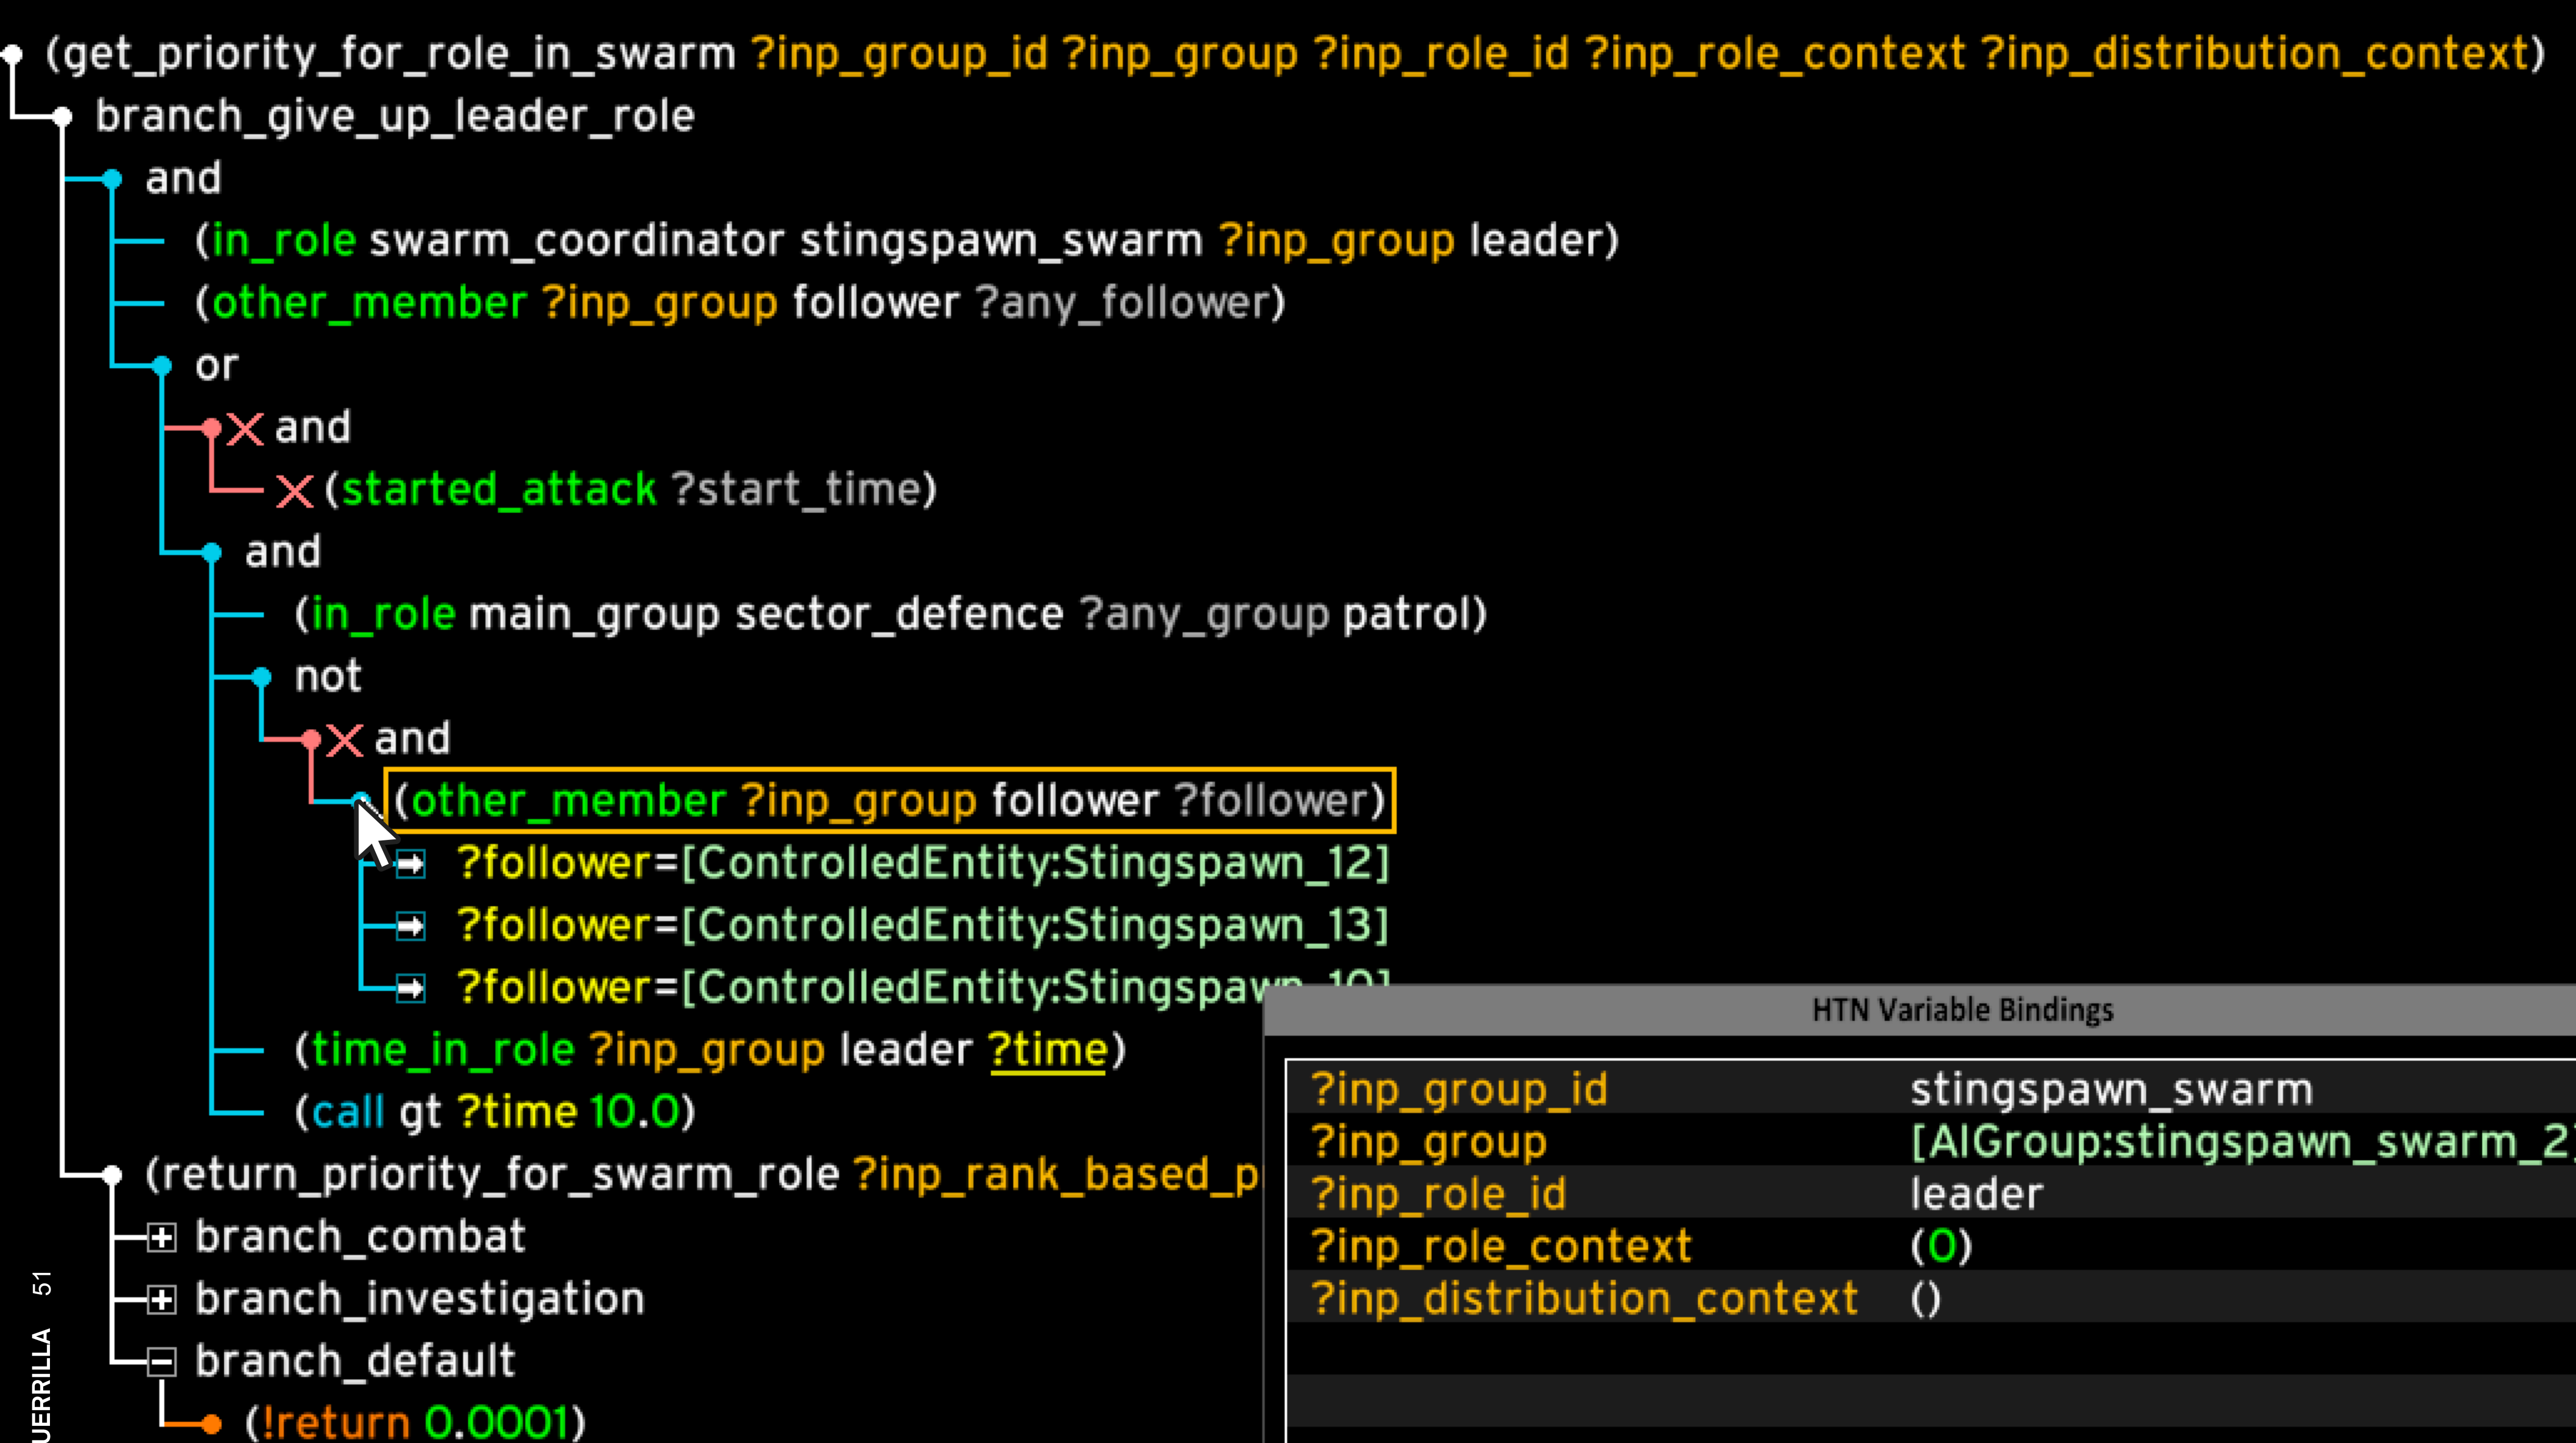 (get_priority_for_role_in_swarm ?inp_group_id ?inp_group ?inp_role_id ?inp_role_context ?inp_distribution_context)
branch_give_up_leader_role
and
(in_role swarm_coordinator stingspawn_swarm ?inp_group leader)
(other_member ?inp_group follower ?any_follower)
or
and
(started_attack ?start_time)
and
(in_role main_group sector_defence ?any_group patrol)
not
and
(other_member ?inp_group follower ?follower)
?follower=[ControlledEntity:Stingspawn_12]
?follower=[ControlledEntity:Stingspawn_13]
?follower=[ControlledEntity:
(time_in_role ?inp_group leader ?time)
(call gt ?time 10.0)
(return_priority_for_swarm_role
branch_combat
branch_investigation
branch_default
(!return 0.0001)
HTN Variable Bindings
?inp_group_id stingspawn_swarm
?inp_group [AIGroup:stingspawn_swarm_2]
?inp_role_id leader
?inp_role_context (0)
?inp_distribution_context ()
51